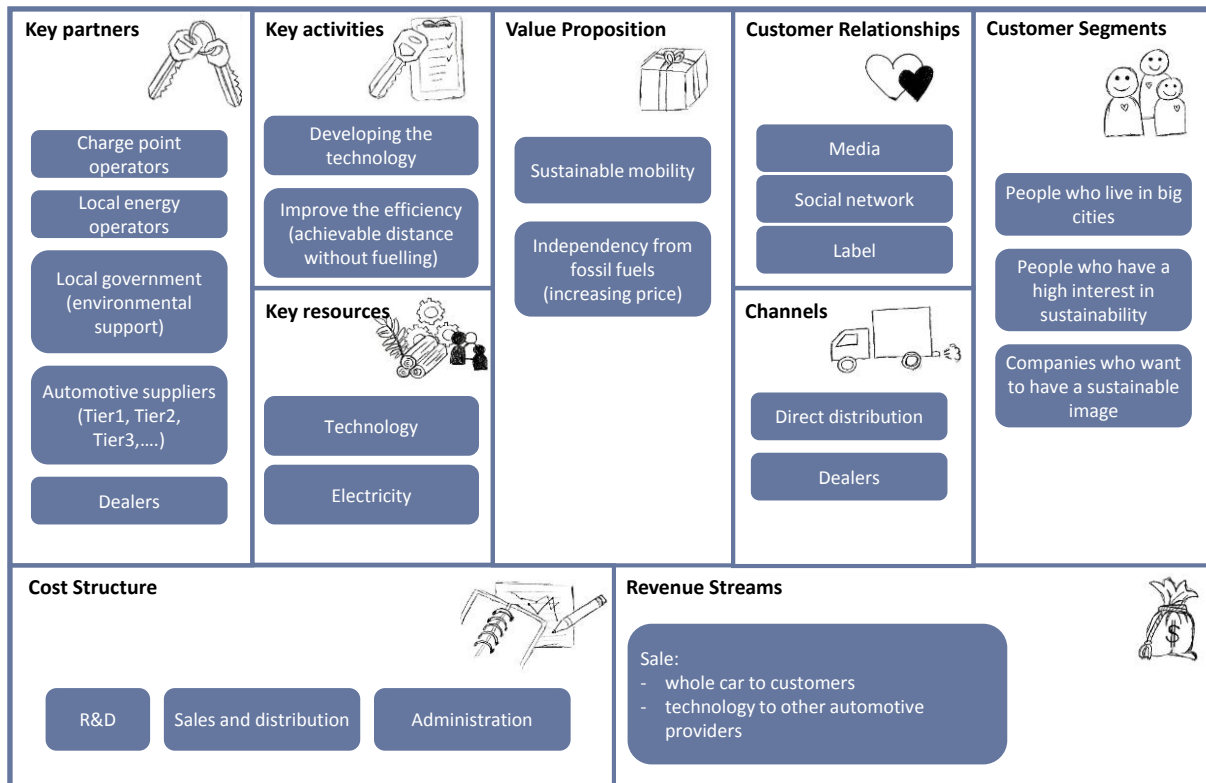 Key partners
Charge point
operators
Local energy
operators
Local government
(environmental
support)
Automotive suppliers
(Tier1, Tier2,
Tier3,....)
Dealers
Key activities
Developing the
technology
Improve the efficiency
(achievable distance
without fuelling)
Key resources
Technology
Electricity
Value Proposition
Sustainable mobility
Independency from
fossil fuels
(increasing price)
Customer Relationships
Media
Social network
Label
Channels
Direct distribution
Dealers
Customer Segments
People who live in big
cities
People who have a
high interest in
sustainability
Companies who want
to have a sustainable
image
Cost Structure
R&D
Sales and distribution
Administration
Revenue Streams
$
Sale:
- whole car to customers
- technology to other automotive
providers